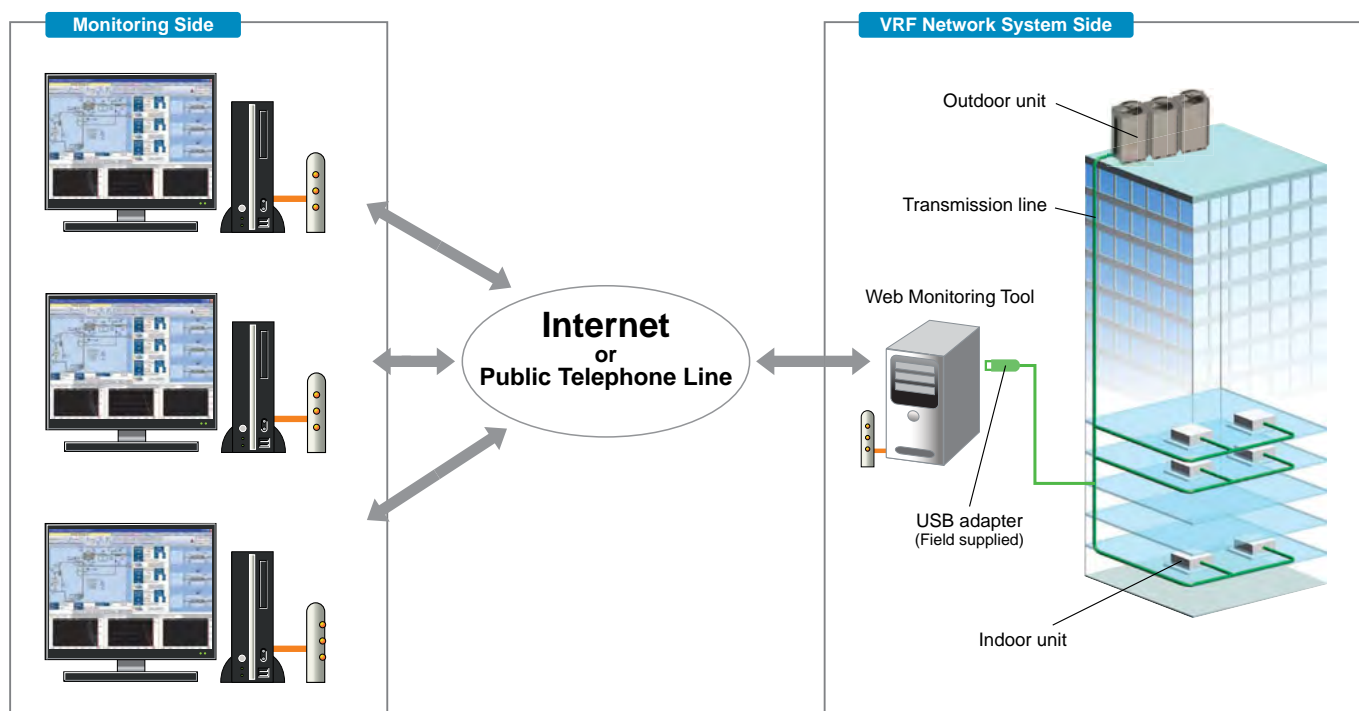 Monitoring Side
VRF Network System Side
Outdoor unit
Transmission line
Web Monitoring Tool
Internet
or
Public Telephone Line
USB adapter
(Field supplied)
Indoor unit